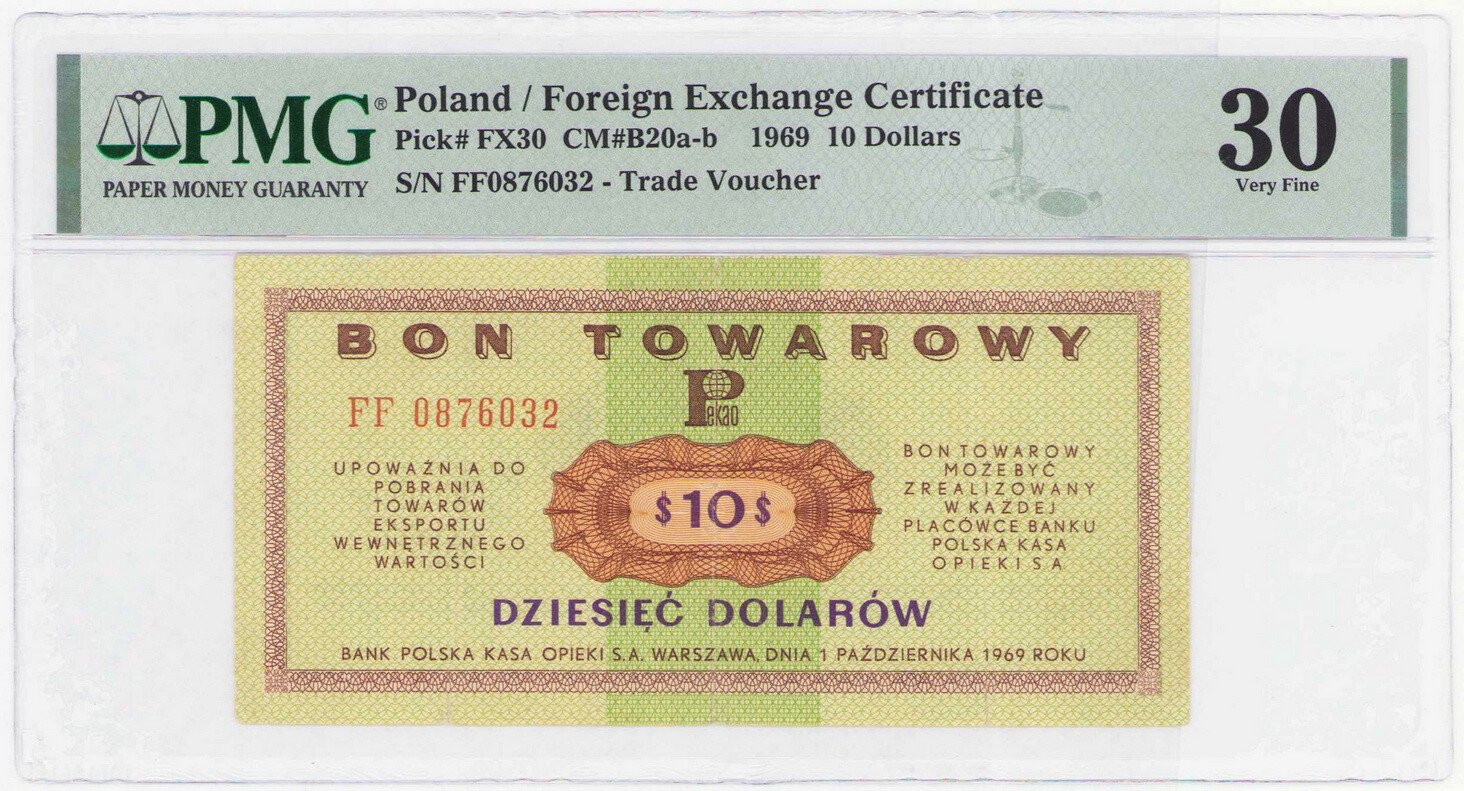 PMG®
PAPER MONEY GUARANTY
Poland / Foreign Exchange Certificate
Pick# FX30 CM#B20a-b 1969 10 Dollars
S/N FF0876032 - Trade Voucher
30
Very Fine
BON TOWAROWY
Pekao
FF 0876032
UPOWAŻNIA DO
POBRANIA
TOWARÓW
EKSPORTU
WEWNĘTRZNEGO
WARTOŚCI
$10$
BON TOWAROWY
MOŻE BYĆ
ZREALIZOWANY
W KAŻDEJ
PLACÓWCE BANKU
POLSKA KASA
OPIEKI S.A.
DZIESIĘĆ DOLARÓW
BANK POLSKA KASA OPIEKI S.A. WARSZAWA, DNIA 1 PAŹDZIERNIKA 1969 ROKU